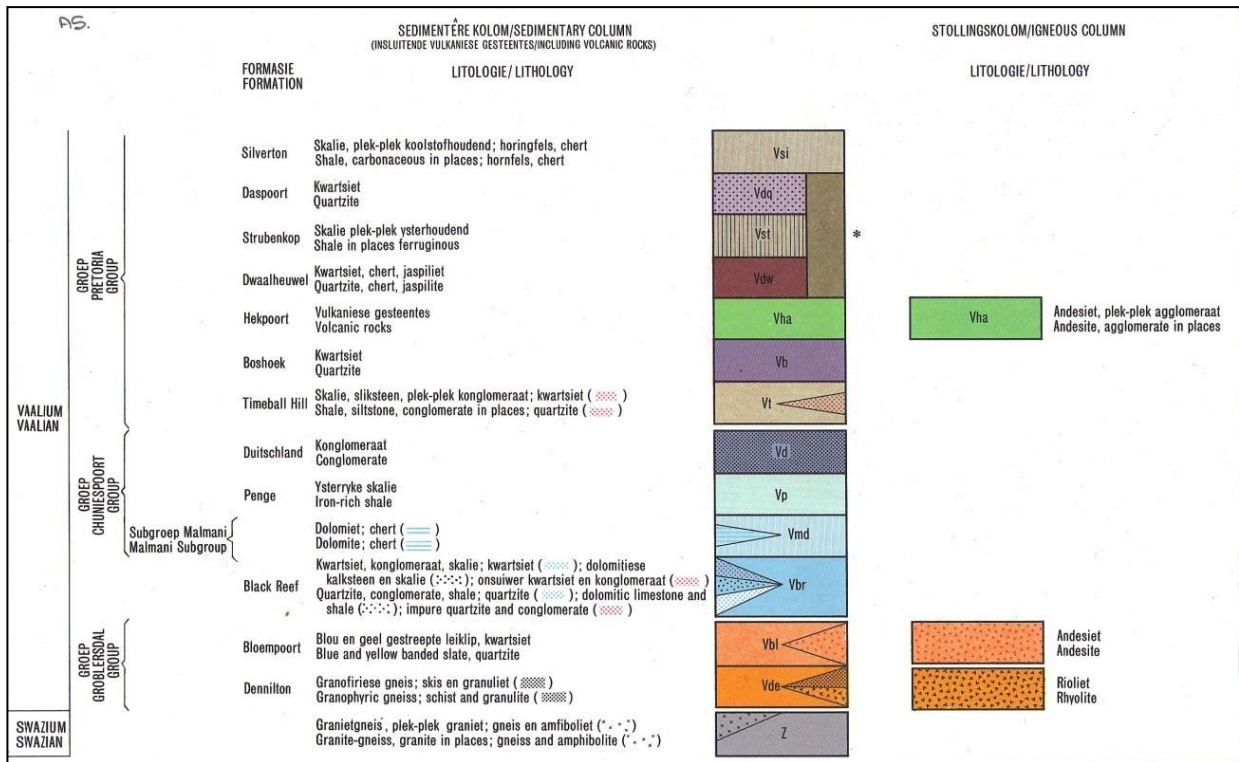 AS.
SEDIMENTÊRE KOLOM/SEDIMENTARY COLUMN
(INSLUITENDE VULKANIESE GESTEENTES/INCLUDING VOLCANIC ROCKS)
STOLLINGSKOLOM/IGNEOUS COLUMN
FORMASIE
FORMATION
LITOLOGIE/LITHOLOGY
LITOLOGIE/LITHOLOGY
VAALIUM
VAALIAN
GROEP
PRETORIA
GROUP
Silverton
Skalie, plek-plek koolstofhoudend; horingfels, chert
Shale, carbonaceous in places; hornfels, chert
Vsi
Daspoort
Kwartsiet
Quartzite
Vdq
Strubenkop
Skalie plek-plek ysterhoudend
Shale in places ferruginous
Vst
*
Dwaalheuwel
Kwartsiet, chert, jaspiliet
Quartzite, chert, jaspilite
Vdw
Hekpoort
Vulkaniese gesteentes
Volcanic rocks
Vha
Vha
Andesiet, plek-plek agglomeraat
Andesite, agglomerate in places
Boshoek
Kwartsiet
Quartzite
Vb
Timeball Hill
Skalie, sliksteen, plek-plek konglomeraat; kwartsiet ( )
Shale, siltstone, conglomerate in places; quartzite ( )
Vt
GROEP
CHUNIESPOORT
GROUP
Duitschland
Konglomeraat
Conglomerate
Vd
Penge
Ysterryke skalie
Iron-rich shale
Vp
Subgroep Malmani
Malmani Subgroup
Dolomiet; chert ( )
Dolomite; chert ( )
Vmd
Black Reef
Kwartsiet, konglomeraat, skalie; kwartsiet ( ); dolomitiese
kalksteen en skalie ( ); onsuiwer kwartsiet en konglomeraat ( )
Quartzite, conglomerate, shale; quartzite ( ); dolomitic limestone and
shale ( ); impure quartzite and conglomerate ( )
Vbr
GROEP
GROBLERSDAL
GROUP
Bloempoort
Blou en geel gestreepte leiklip, kwartsiet
Blue and yellow banded slate, quartzite
Vbl
Andesiet
Andesite
Dennilton
Granofiriese gneis; skis en granuliet ( )
Granophyric gneiss; schist and granulite ( )
Vde
Rioliet
Rhyolite
SWAZIUM
SWAZIAN
Granietgneis, plek-plek graniet; gneis en amfiboliet ( )
Granite-gneiss, granite in places; gneiss and amphibolite ( )
Z